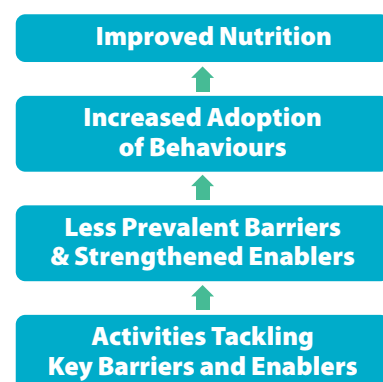 Improved Nutrition
Increased Adoption
of Behaviours
Less Prevalent Barriers
& Strengthened Enablers
Activities Tackling
Key Barriers and Enablers